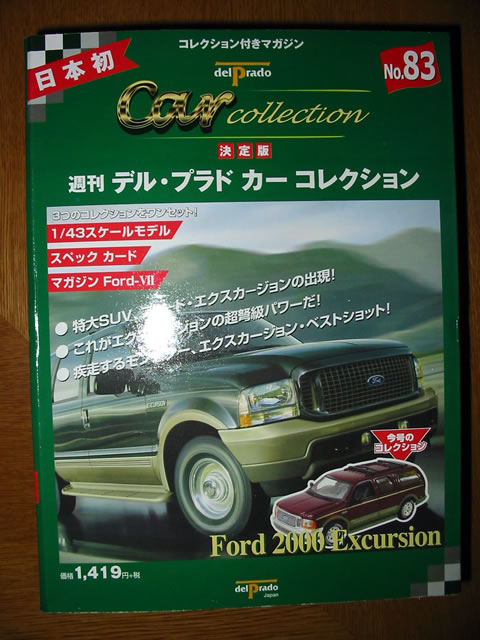 コレクション付きマガジン
日本初
del Prado
No.83
Car collection
決定版
週刊 デル・プラド カー コレクション
3つのコレクションをワンセット!
1/43スケールモデル
スペック カード
マガジン Ford-VII
● 特大SUV、 ード・エクスカージョンの出現!
● これがエク ージョンの超弩級パワーだ!
● 疾走するモ 、エクスカージョン・ベストショット!
EXCURSION
Ford
今号の
コレクション
Ford 2000 Excursion
価格1,419円+税
del Prado
Japan